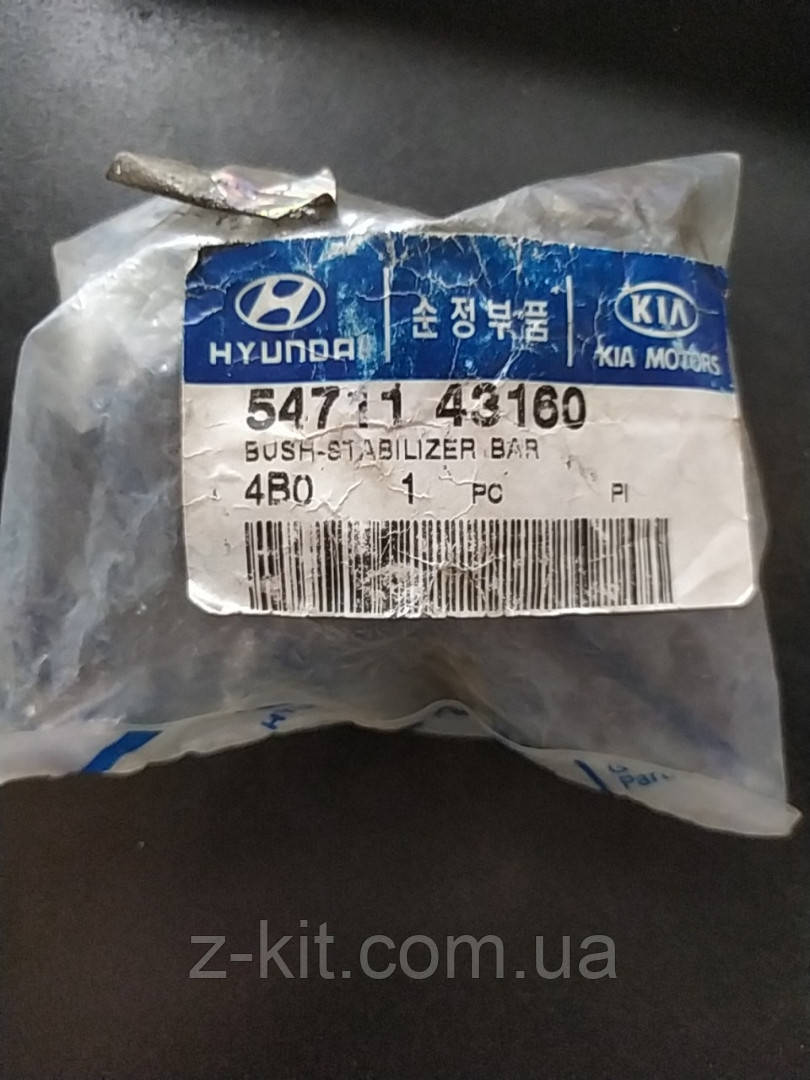 HYUNDAI
순정부품
KIA
KIA MOTORS
54711 43160
BUSH-STABILIZER BAR
4B0 1 PC PI
z-kit.com.ua